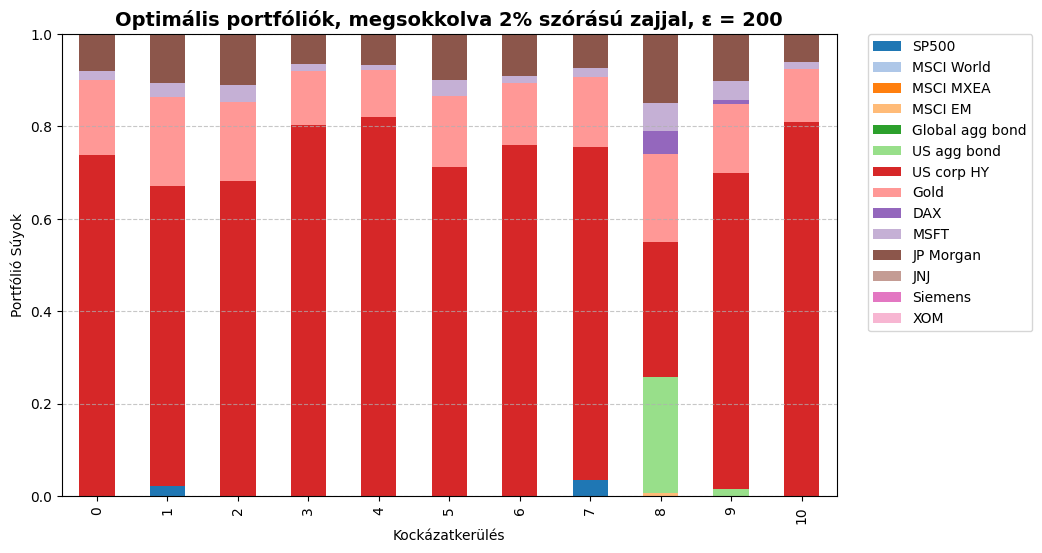 Optimális portfóliók, megsokkolva 2% szórású zajjal, ε = 200
Portfólió Súyok
1.0
0.8
0.6
0.4
0.2
0.0
0 1 2 3 4 5 6 7 8 9 10
Kockázatkerülés
SP500
MSCI World
MSCI MXEA
MSCI EM
Global agg bond
US agg bond
US corp HY
Gold
DAX
MSFT
JP Morgan
JNJ
Siemens
XOM